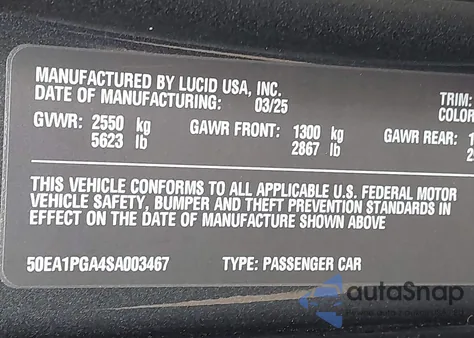 MANUFACTURED BY LUCID USA, INC.
DATE OF MANUFACTURING: 03/25 TRIM:
COLOR
GVWR: 2550 kg GAWR FRONT: 1300 kg GAWR REAR: 1
5623 lb 2867 lb 2
THIS VEHICLE CONFORMS TO ALL APPLICABLE U.S. FEDERAL MOTOR
VEHICLE SAFETY, BUMPER AND THEFT PREVENTION STANDARDS IN
EFFECT ON THE DATE OF MANUFACTURE SHOWN ABOVE
50EA1PGA4SA003467 TYPE: PASSENGER CAR
autoSnap